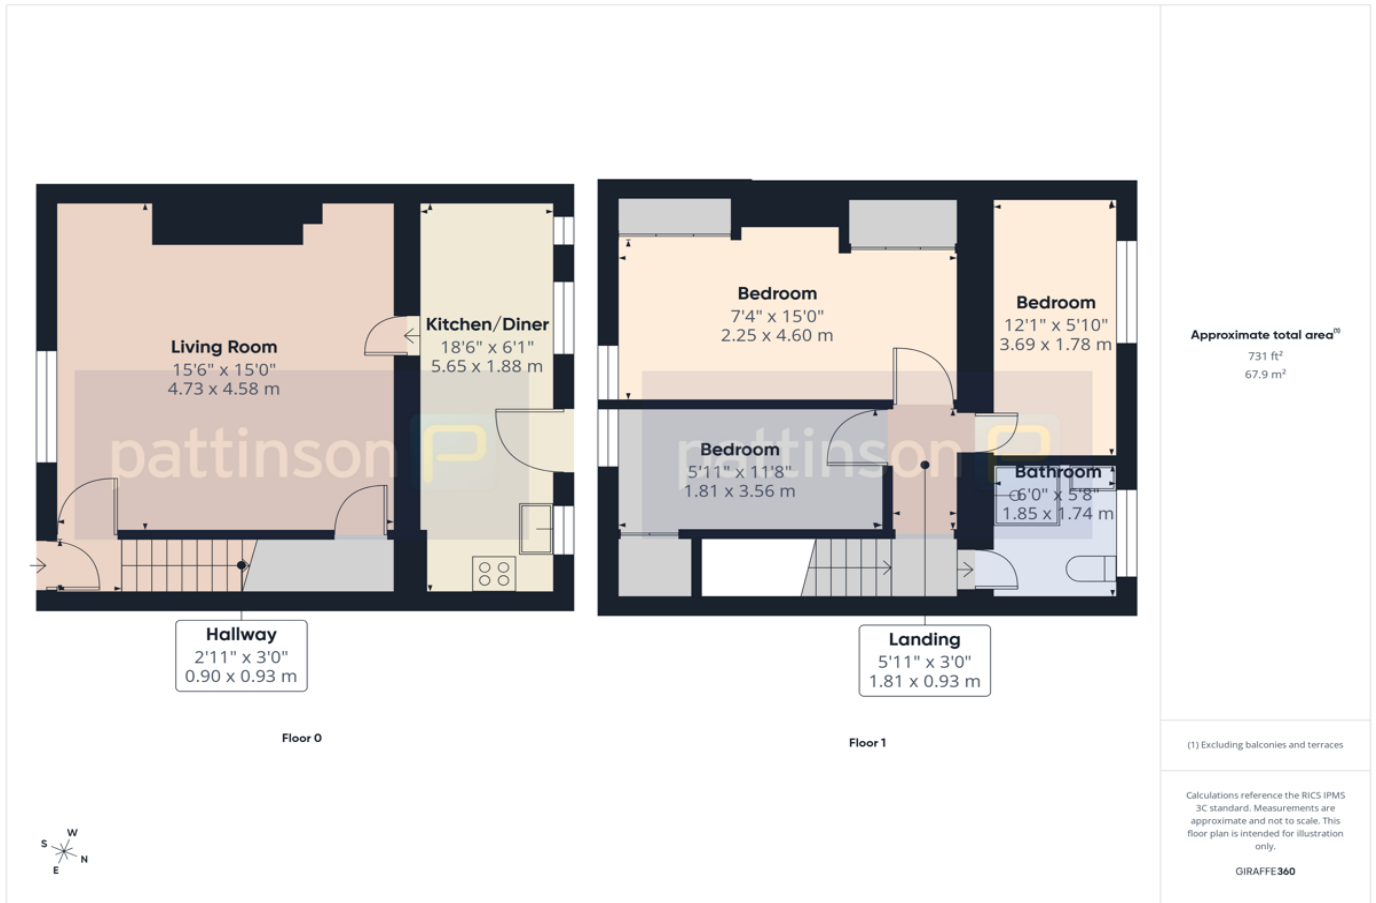 Living Room
15'6" x 15'0"
4.73 x 4.58 m
Kitchen/Diner
18'6" x 6'1"
5.65 x 1.88 m
pattinson
Hallway
2'11" x 3'0"
0.90 x 0.93 m
Floor 0
Bedroom
7'4" x 15'0"
2.25 x 4.60 m
Bedroom
12'1" x 5'10"
3.69 x 1.78 m
Bedroom
5'11" x 11'8"
1.81 x 3.56 m
pattinson
Bathroom
6'0" x 5'8"
1.85 x 1.74 m
Landing
5'11" x 3'0"
1.81 x 0.93 m
Floor 1
Approximate total area(1)
731 ft²
67.9 m²
(1) Excluding balconies and terraces
Calculations reference the RICS IPMS
3C standard. Measurements are
approximate and not to scale. This
floor plan is intended for illustration
only.
GIRAFFE360
W
S
N
E